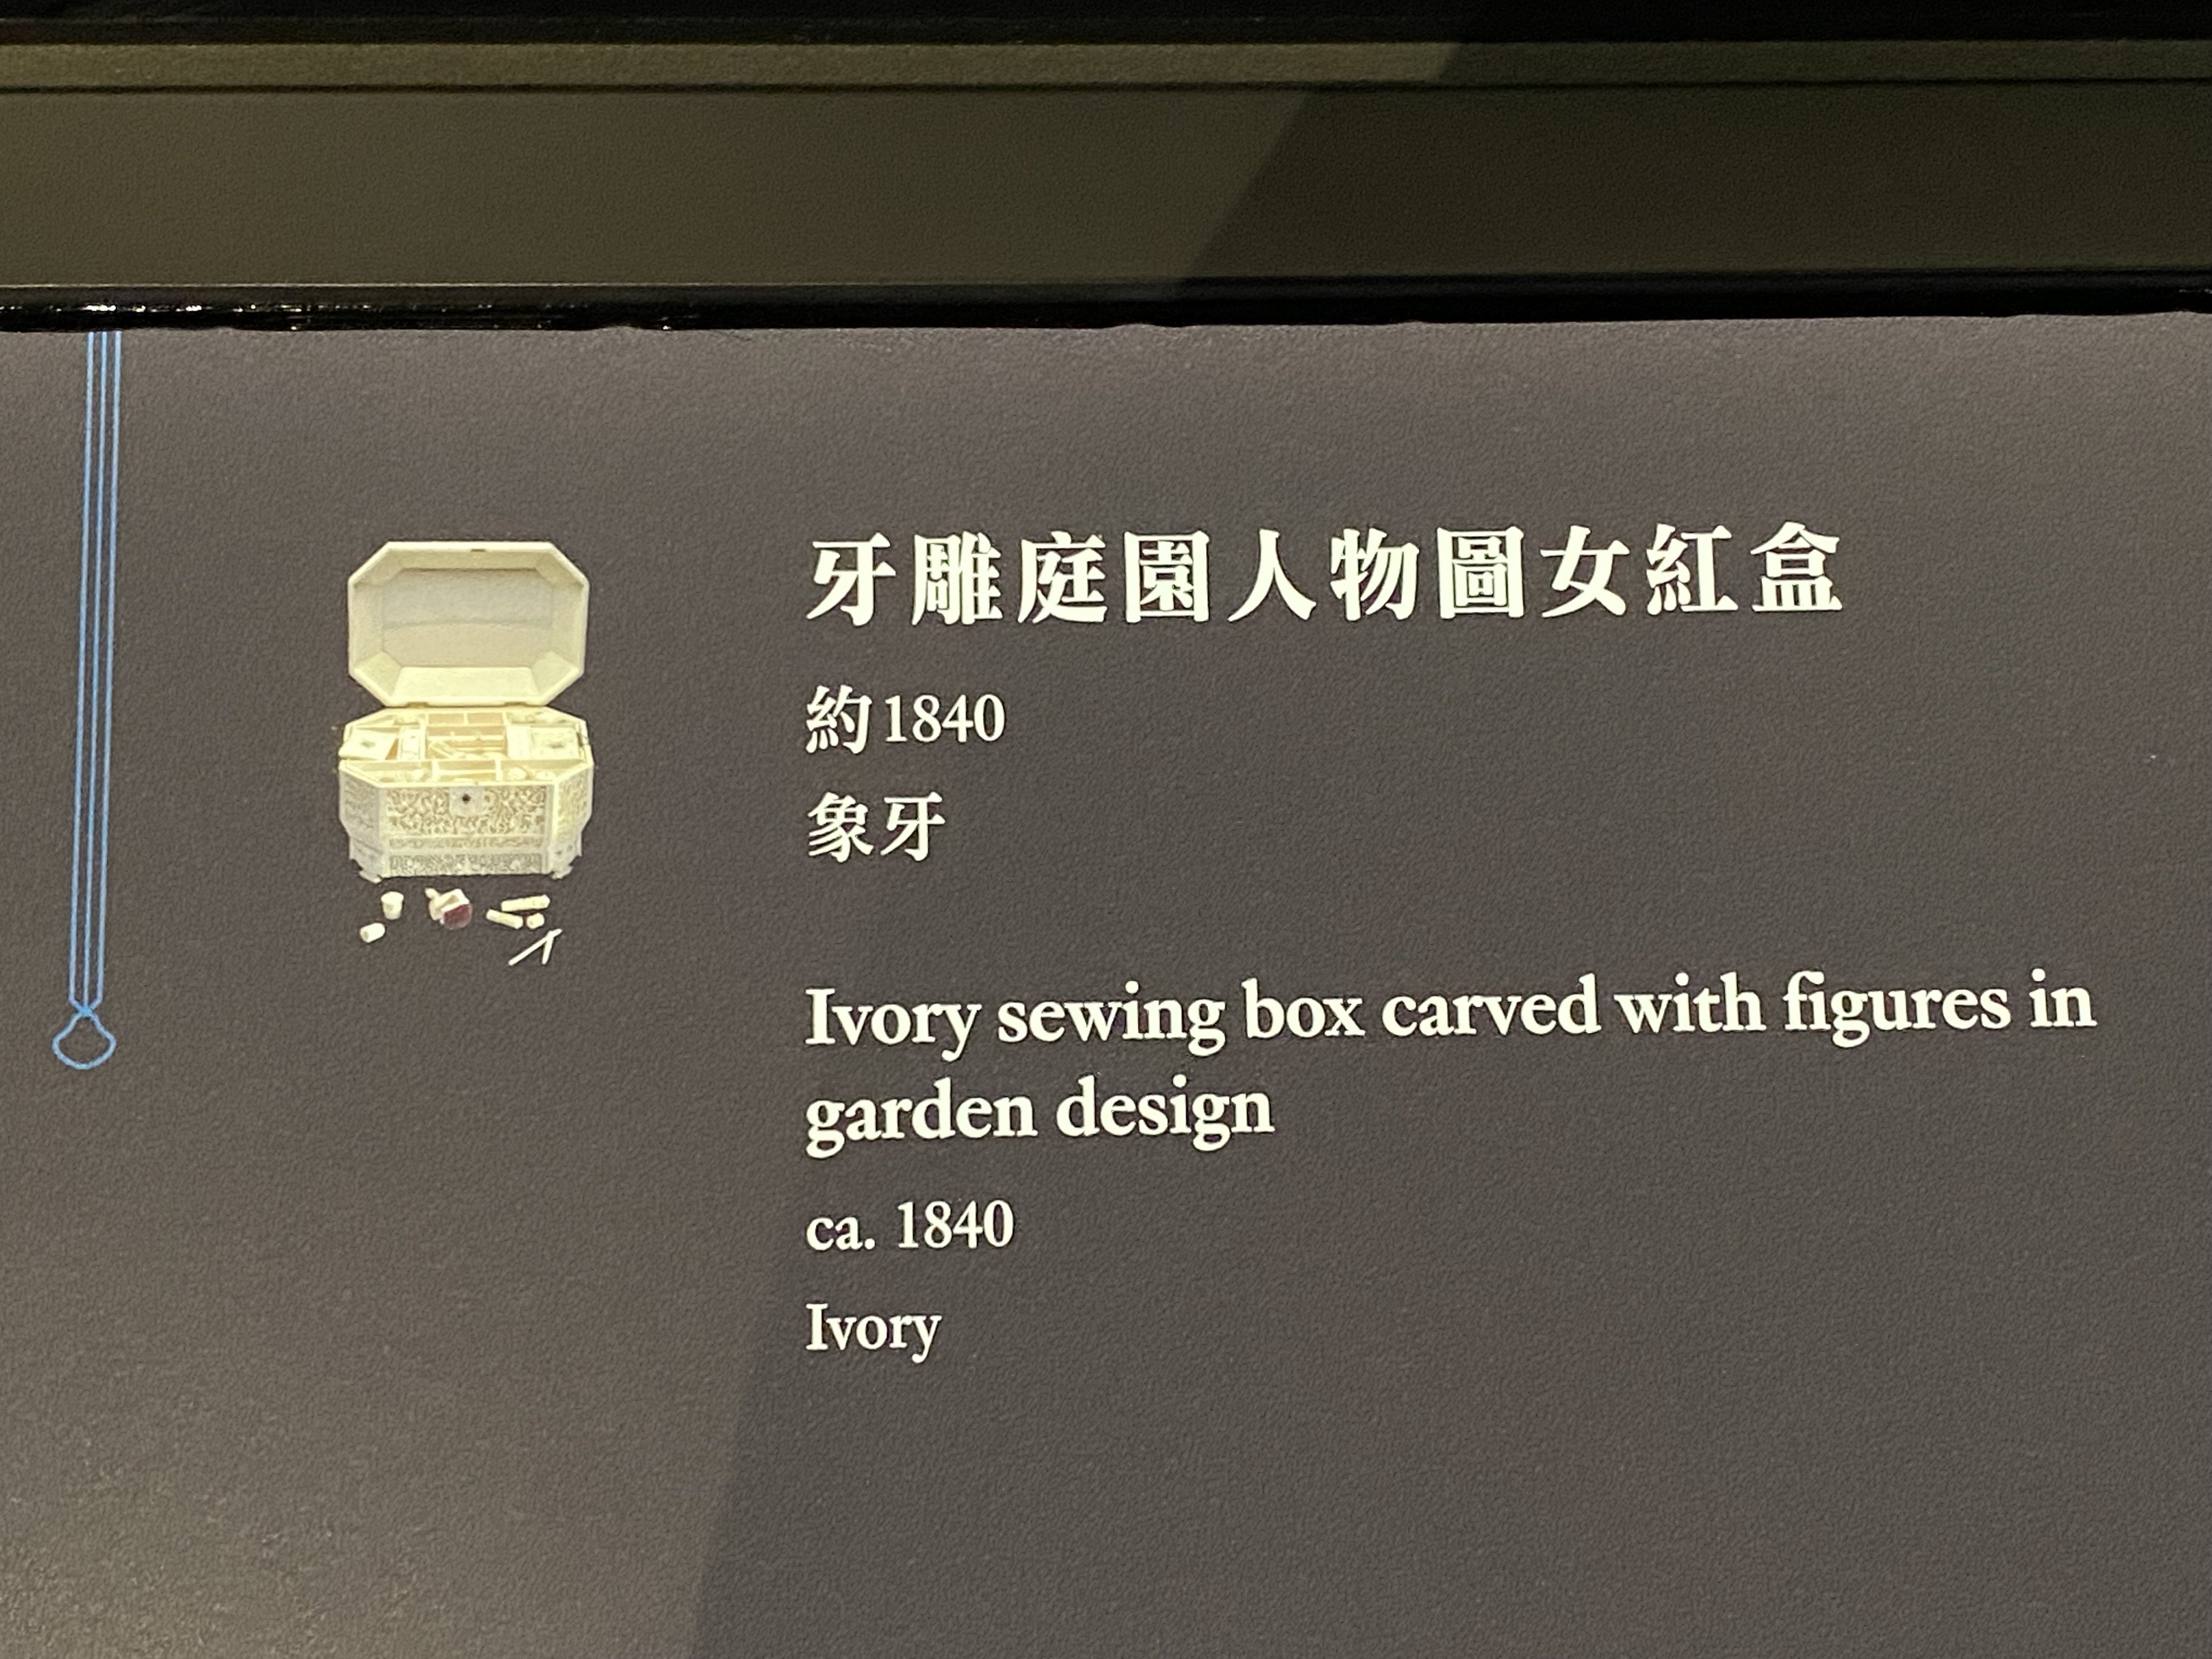 牙雕庭園人物圖女紅盒
約1840
象牙
Ivory sewing box carved with figures in
garden design
ca. 1840
Ivory